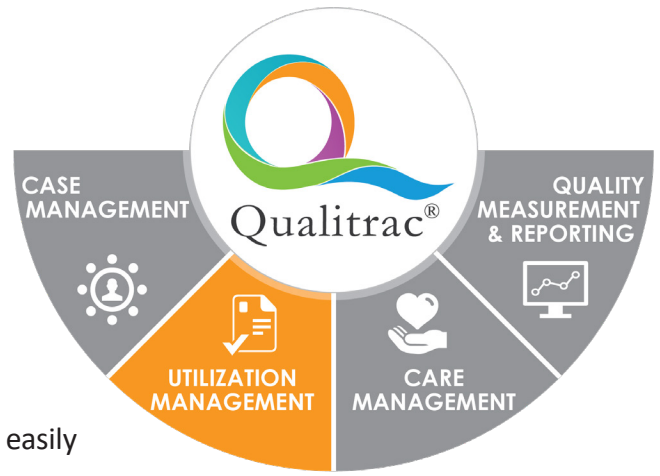 Qualitrac®
CASE
MANAGEMENT
UTILIZATION
MANAGEMENT
CARE
MANAGEMENT
QUALITY
MEASUREMENT
& REPORTING
easily